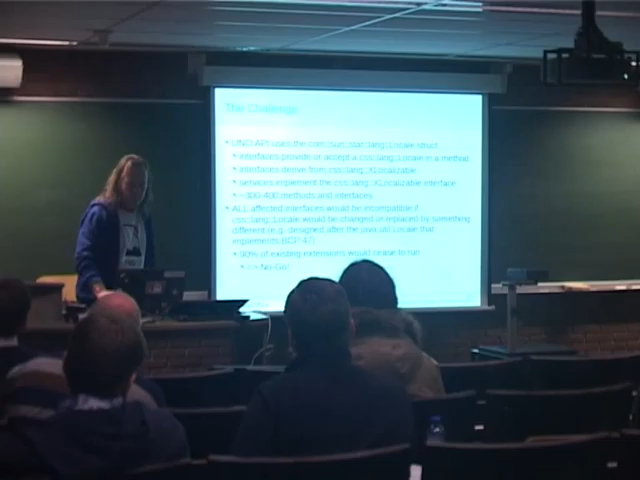 The Challenge
• UNO API uses the com::sun::star::lang::Locale struct
• interfaces provide or accept a css::lang::Locale in a method
• interfaces derive from css::lang::XLocalizable
• services implement the css::lang::XLocalizable interface
• ~300-400 methods and interfaces
• ALL affected interfaces would be incompatible if
css::lang::Locale would be changed or replaced by something
different (e.g. designed after the java.util.Locale that
implements BCP 47)
• 90% of existing extensions would cease to run
• => No-Go!